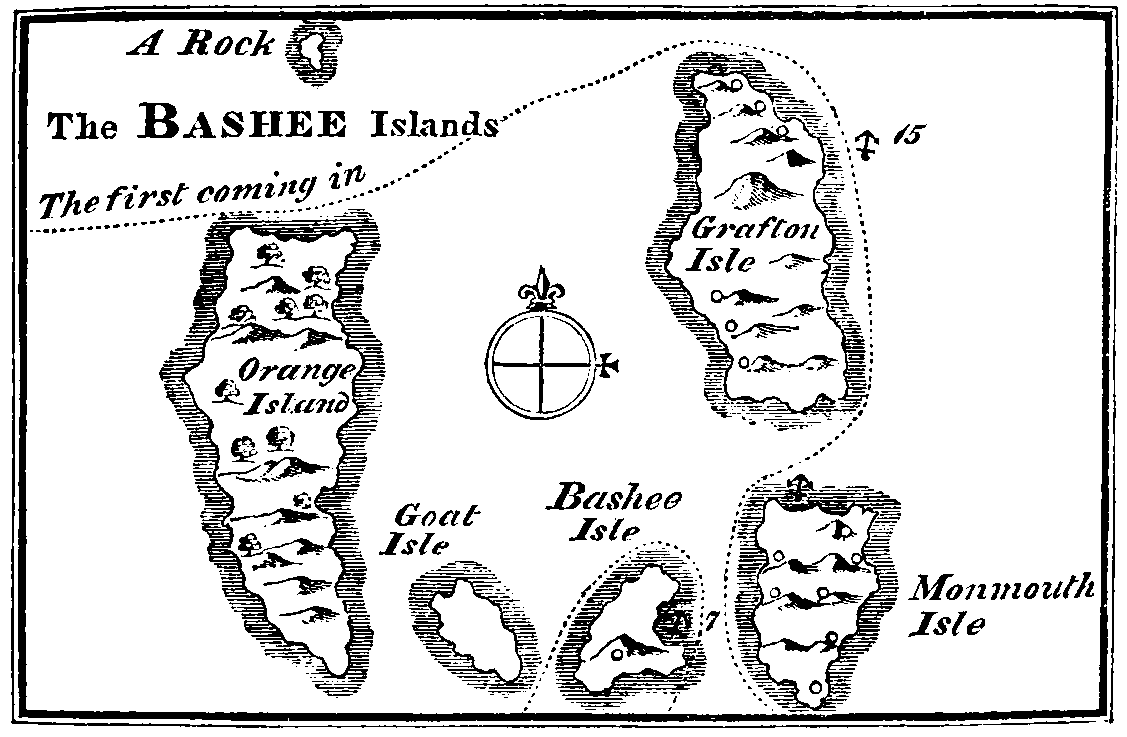 A Rock
The BASHEE Islands
The first coming in
15
Grafton
Isle
Orange
Island
Goat
Isle
Bashee
Isle
7
Monmouth
Isle